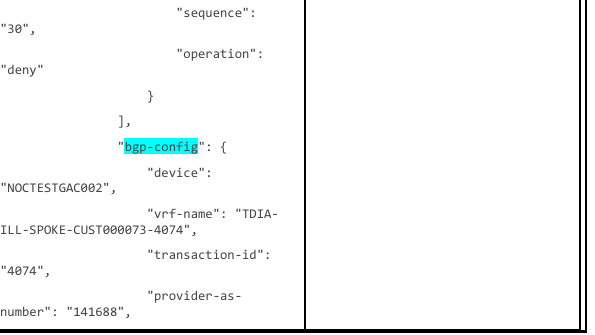 "sequence":
"30",
"operation":
"deny"
}
],
"bgp-config": {
"device":
"NOCTESTGAC002",
"vrf-name": "TDIA-
ILL-SPOKE-CUST000073-4074",
"transaction-id":
"4074",
"provider-as-
number": "141688",